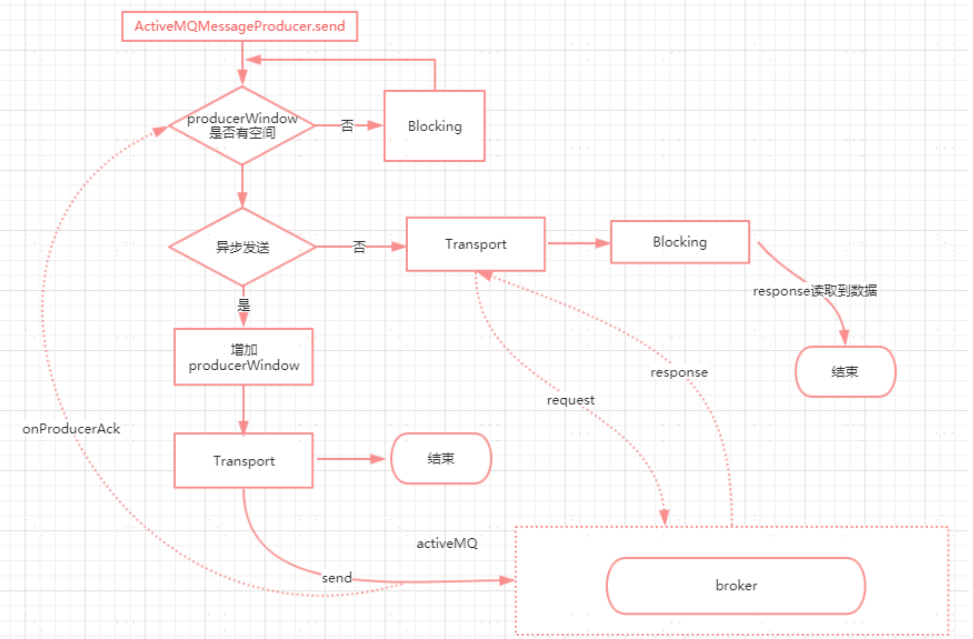 ActiveMQMessageProducer.send
producerWindow
是否有空间
否
Blocking
异步发送
否
Transport
Blocking
response读取到数据
结束
是
增加
producerWindow
response
request
onProducerAck
Transport
结束
activeMQ
send
broker